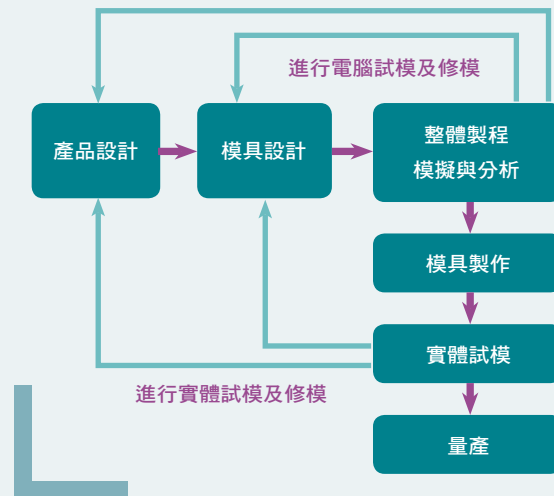 進行電腦試模及修模
產品設計
模具設計
整體製程
模擬與分析
模具製作
實體試模
進行實體試模及修模
量產